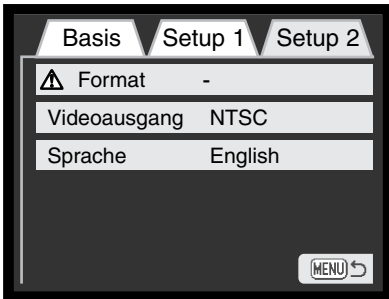 Basis Setup 1 Setup 2
Format -
Videoausgang NTSC
Sprache English
MENU